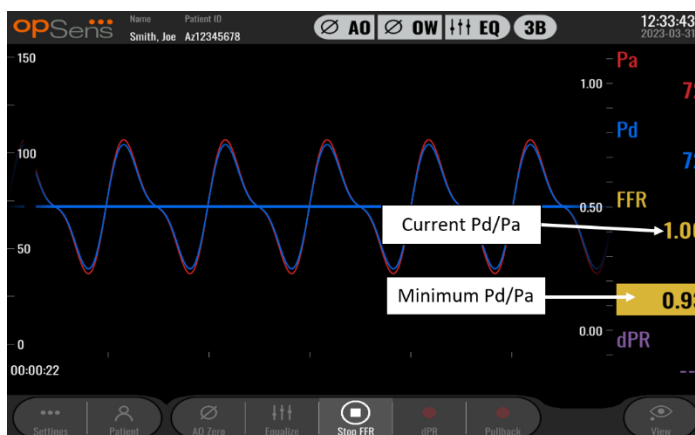 opSens
Name Patient ID
Smith, Joe Az12345678
AO OW EQ 3B
12:33:43
2023-03-31
150
100
50
0
1.00
0.50
0.00
Pa
Pd
FFR
Current Pd/Pa
1.00
Minimum Pd/Pa
dPR
--
00:00:22
Settings Patient AO Zero Equalize Stop FFR dPR Pullback View